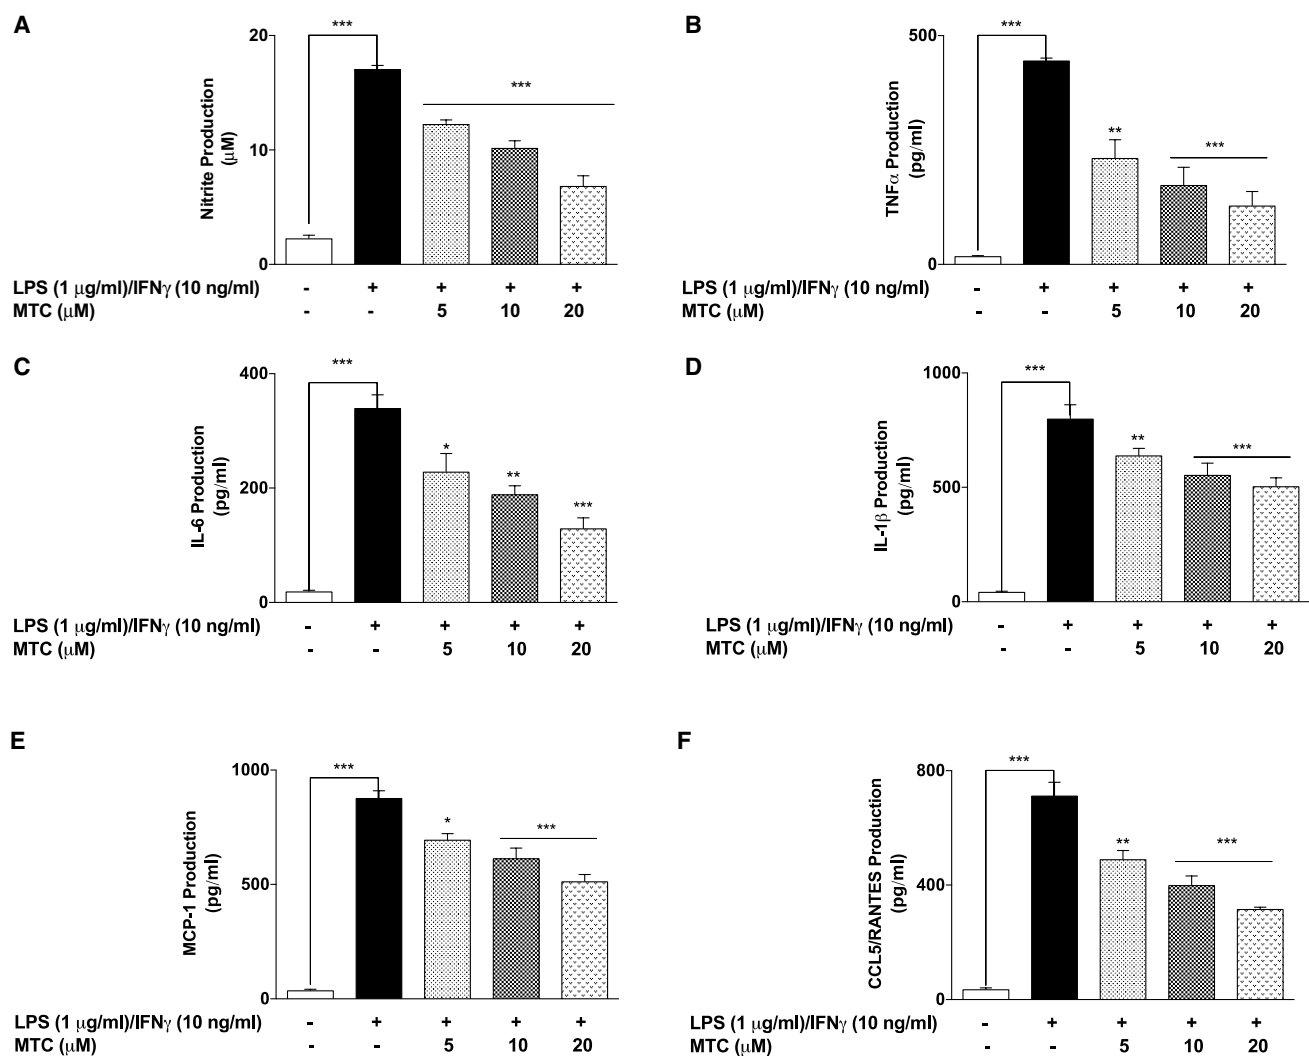 A
***
20
***
10
0
Nitrite Production
(μM)
LPS (1 μg/ml)/IFNγ (10 ng/ml) - + + + +
MTC (μM) - - 5 10 20
B
***
500
**
***
0
TNFα Production
(pg/ml)
LPS (1 μg/ml)/IFNγ (10 ng/ml) - + + + +
MTC (μM) - - 5 10 20
C
***
400
*
**
200
***
0
IL-6 Production
(pg/ml)
LPS (1 μg/ml)/IFNγ (10 ng/ml) - + + + +
MTC (μM) - - 5 10 20
D
***
1000
**
***
500
0
IL-1β Production
(pg/ml)
LPS (1 μg/ml)/IFNγ (10 ng/ml) - + + + +
MTC (μM) - - 5 10 20
E
***
1000
*
***
500
0
MCP-1 Production
(pg/ml)
LPS (1 μg/ml)/IFNγ (10 ng/ml) - + + + +
MTC (μM) - - 5 10 20
F
***
800
**
***
400
0
CCL5/RANTES Production
(pg/ml)
LPS (1 μg/ml)/IFNγ (10 ng/ml) - + + + +
MTC (μM) - - 5 10 20